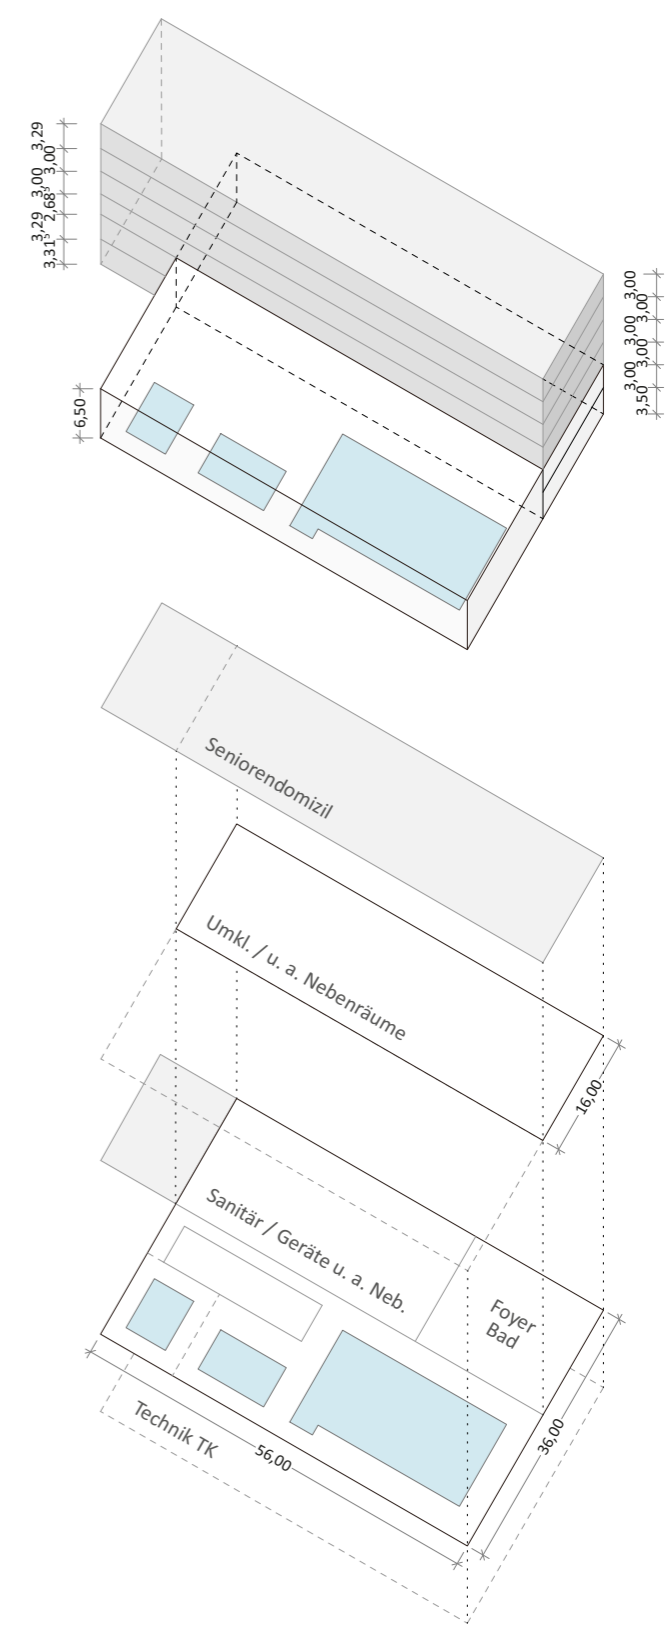 3,29
3,00
3,00
2,68⁵
3,29
3,31⁵
3,00
3,00
3,00
3,00
3,00
3,50
6,50
Seniorendomizil
Umkl. / u. a. Nebenräume
16,00
Sanitär / Geräte u. a. Neb.
Foyer
Bad
Technik TK
56,00
36,00